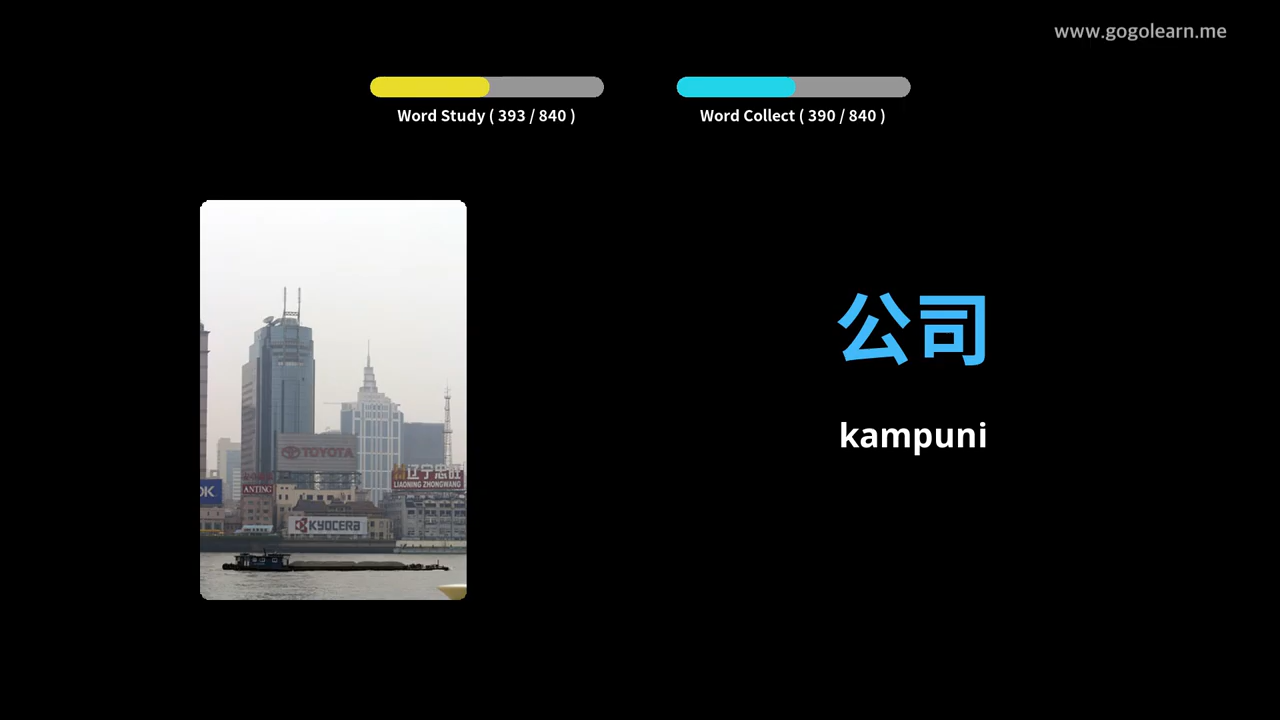 www.gogolearn.me
Word Study ( 393 / 840 )
Word Collect ( 390 / 840 )
公司
kampuni
TOYOTA
辽宁忠旺
LIAONING ZHONGWANG
ANTING
OK
KYOCERA